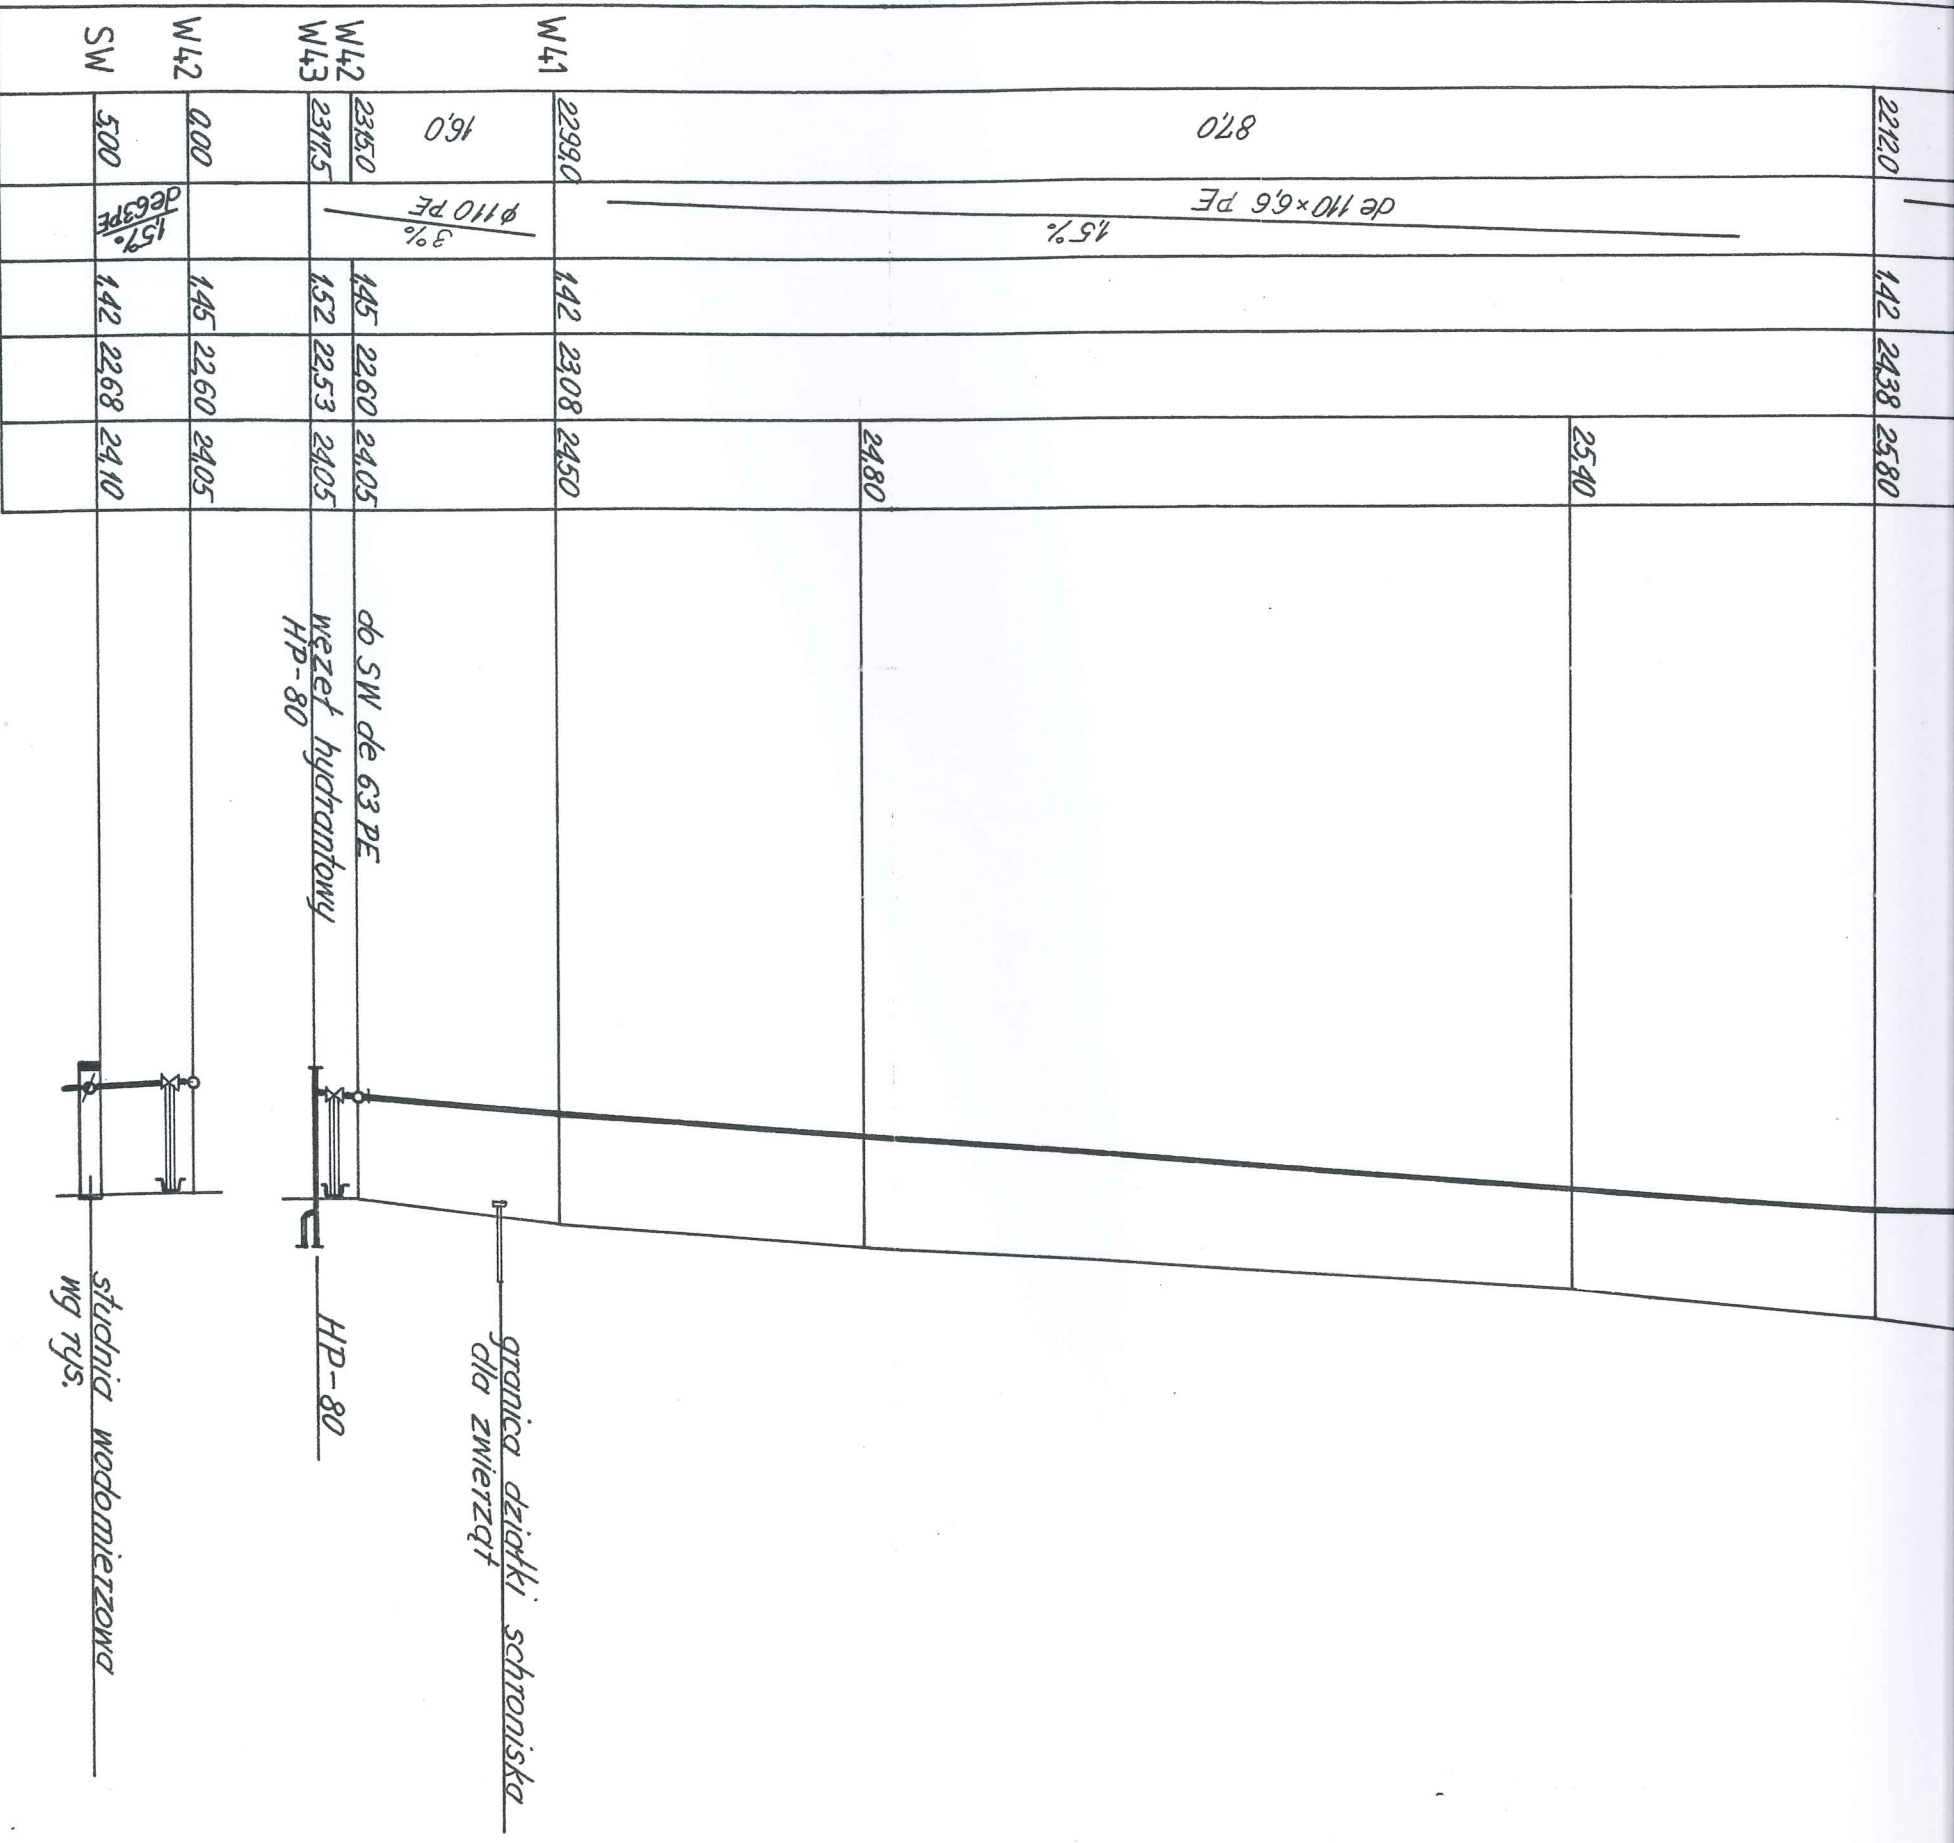 SW
W42
W43
W42
W41
5,00
0,00
2317,5
2315,0
16,0
2299,0
87,0
2212,0
1,5%
de63PE
3%
ø110 PE
1,5%
de 110×6,6 PE
1,42
1,45
1,52
1,45
1,42
1,42
22,68
22,60
22,53
22,60
23,08
24,38
24,10
24,05
24,05
24,05
24,50
24,80
25,40
25,80
do SW de 63 PE
węzeł hydrantowy
HP-80
studnia wodomierzowa
wg rys.
HP-80
granica działki schroniska
dla zwierząt